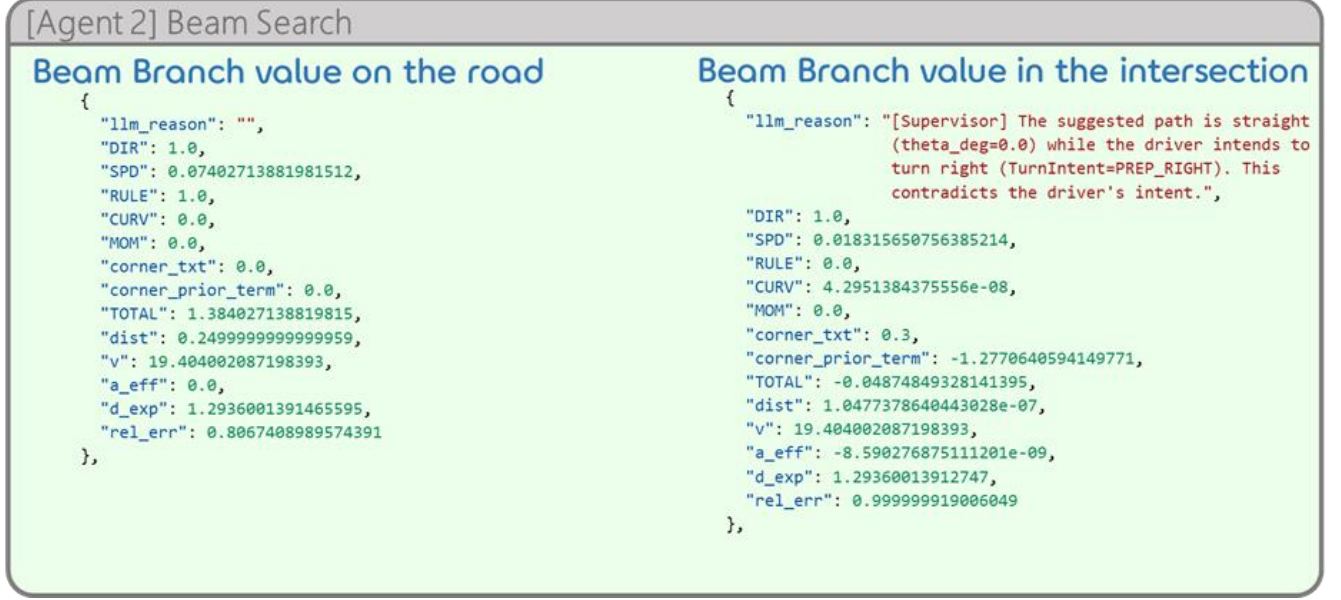 [Agent 2] Beam Search
Beam Branch value on the road
{
"llm_reason": "",
"DIR": 1.0,
"SPD": 0.07402713881981512,
"RULE": 1.0,
"CURV": 0.0,
"MOM": 0.0,
"corner_txt": 0.0,
"corner_prior_term": 0.0,
"TOTAL": 1.384027138819815,
"dist": 0.2499999999999959,
"v": 19.404002087198393,
"a_eff": 0.0,
"d_exp": 1.2936001391465595,
"rel_err": 0.8067408989574391
},
Beam Branch value in the intersection
{
"llm_reason": "[Supervisor] The suggested path is straight
(theta_deg=0.0) while the driver intends to
turn right (TurnIntent=PREP_RIGHT). This
contradicts the driver's intent.",
"DIR": 1.0,
"SPD": 0.018315650756385214,
"RULE": 0.0,
"CURV": 4.2951384375556e-08,
"MOM": 0.0,
"corner_txt": 0.3,
"corner_prior_term": -1.2770640594149771,
"TOTAL": -0.04874849328141395,
"dist": 1.0477378640443028e-07,
"v": 19.404002087198393,
"a_eff": -8.590276875111201e-09,
"d_exp": 1.29360013912747,
"rel_err": 0.999999919006049
},